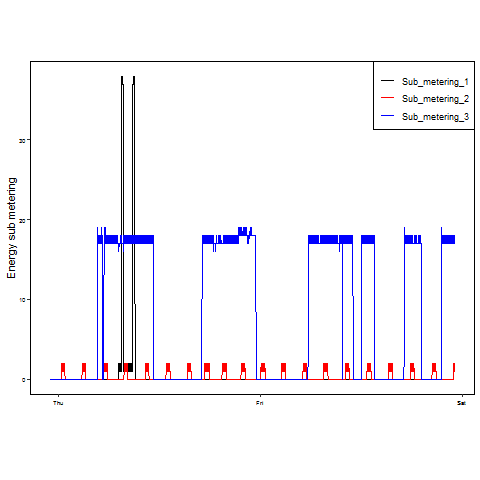 Sub_metering_1
Sub_metering_2
Sub_metering_3
Energy sub metering
30
20
10
0
Thu
Fri
Sat